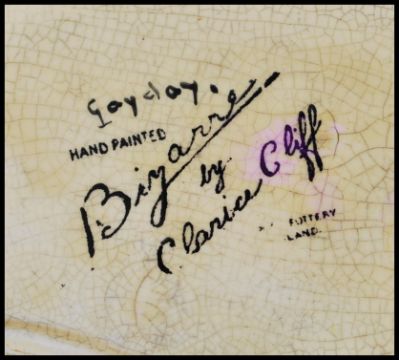 Gayday.
HAND PAINTED
Bizarre
by
Clarice Cliff
POTTERY
LAND.